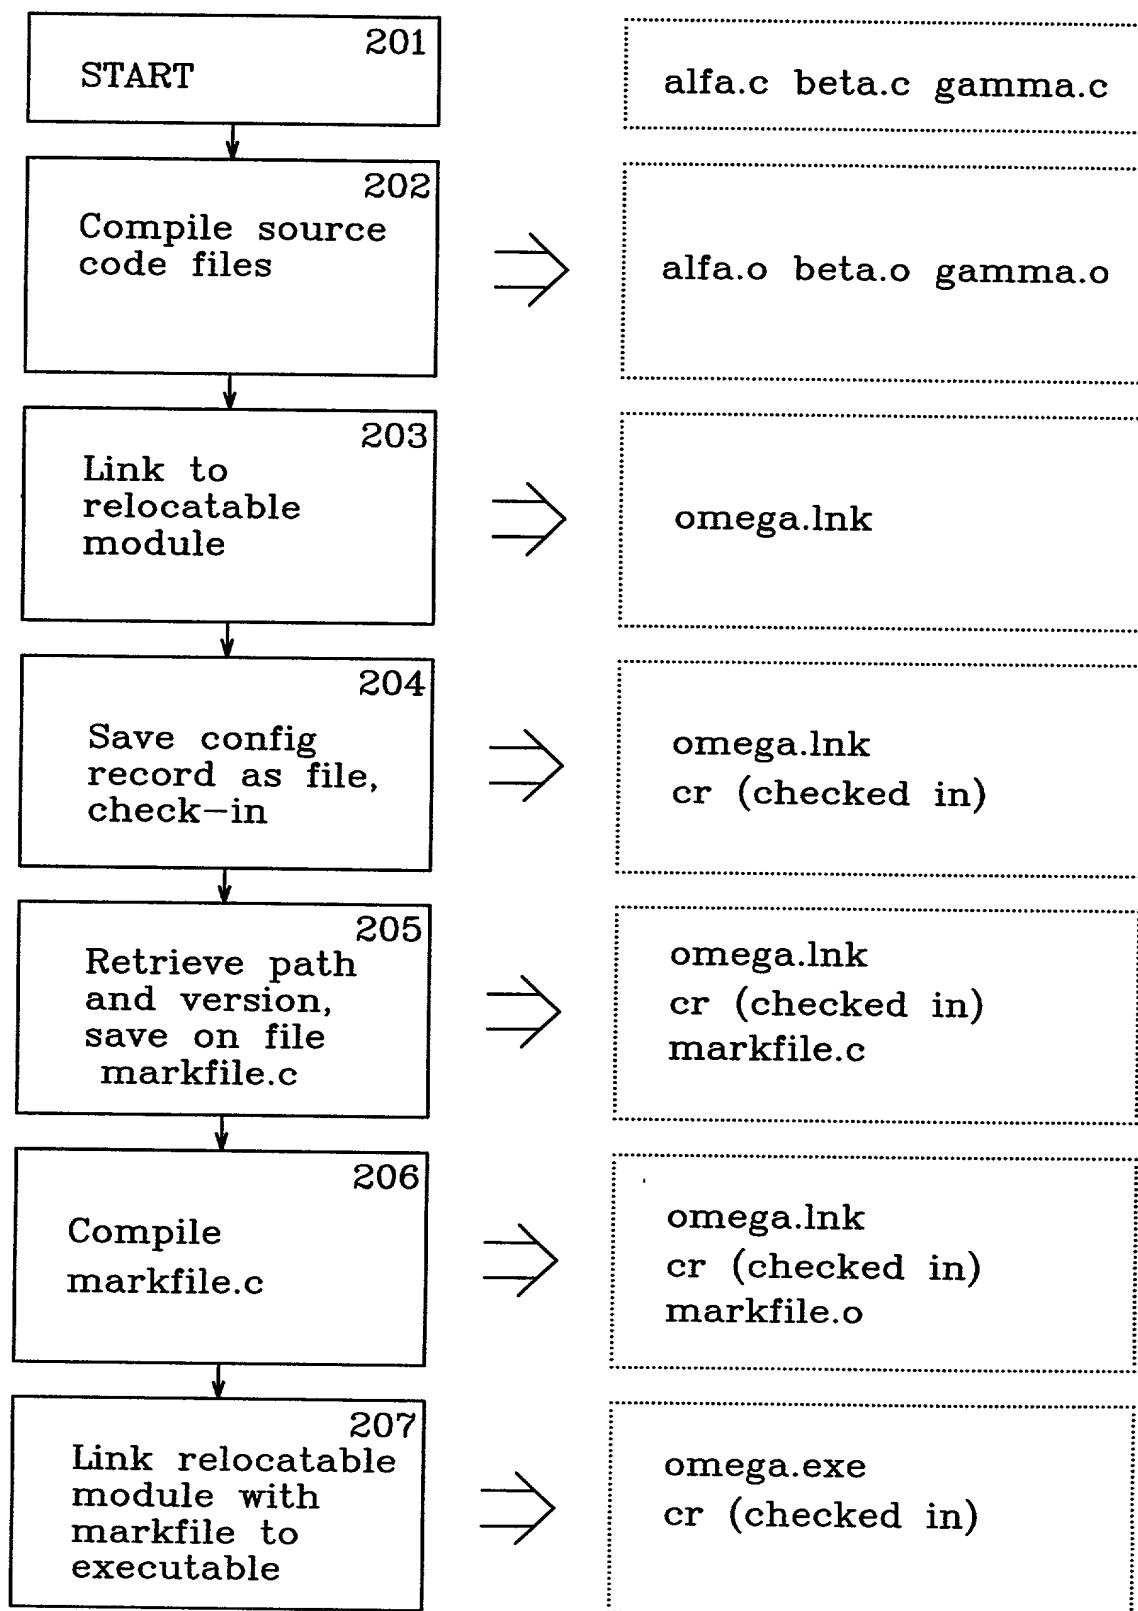 201
START
alfa.c beta.c gamma.c
202
Compile source
code files
alfa.o beta.o gamma.o
203
Link to
relocatable
module
omega.lnk
204
Save config
record as file,
check-in
omega.lnk
cr (checked in)
205
Retrieve path
and version,
save on file
markfile.c
omega.lnk
cr (checked in)
markfile.c
206
Compile
markfile.c
omega.lnk
cr (checked in)
markfile.o
207
Link relocatable
module with
markfile to
executable
omega.exe
cr (checked in)